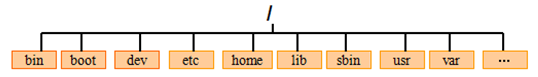 /
bin boot dev etc home lib sbin usr var ...